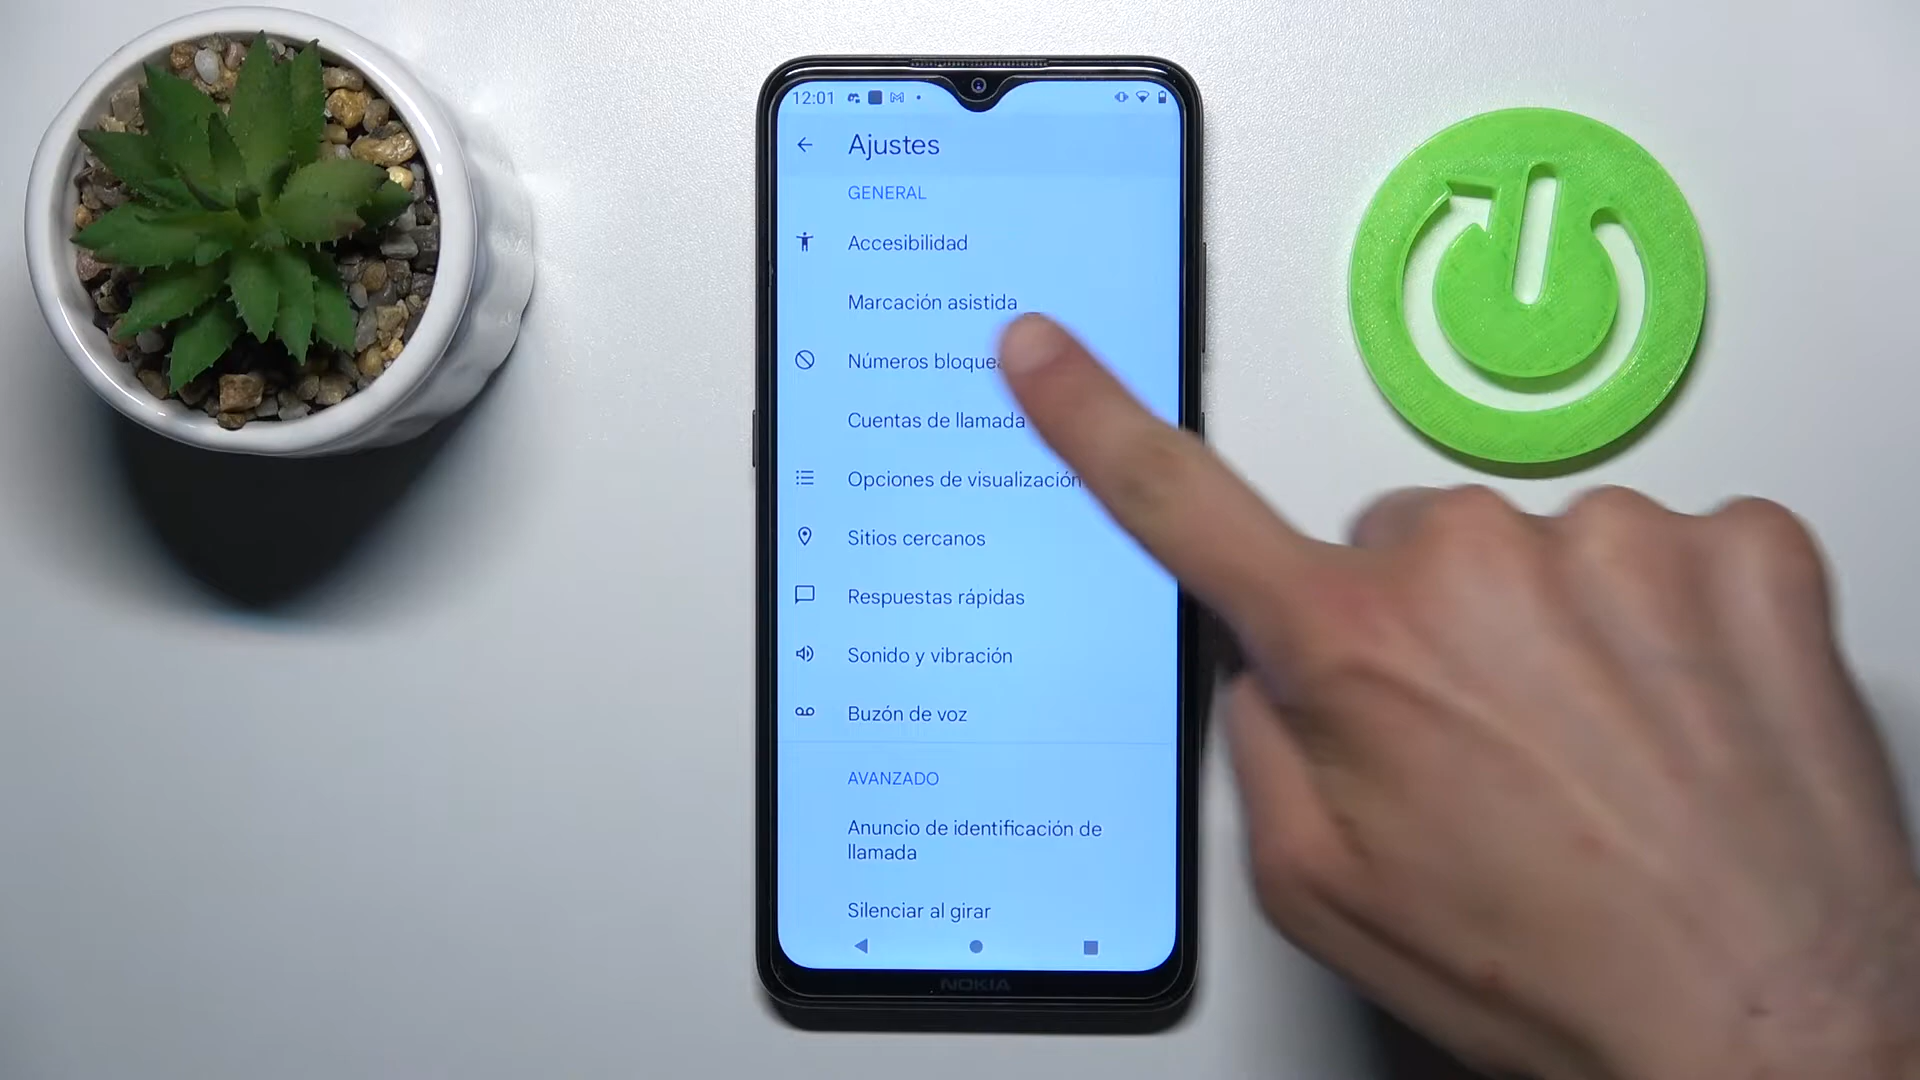 12:01
Ajustes
GENERAL
Accesibilidad
Marcación asistida
Números
Cuentas de llamada
Opciones de visualización
Sitios cercanos
Respuestas rápidas
Sonido y vibración
Buzón de voz
AVANZADO
Anuncio de identificación de
llamada
Silenciar al girar
NOKIA